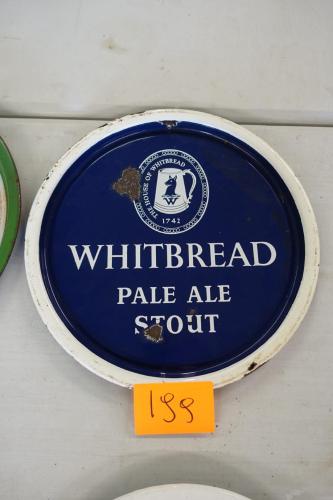 THE HOUSE OF WHITBREAD
W
1742
WHITBREAD
PALE ALE
STOUT
199